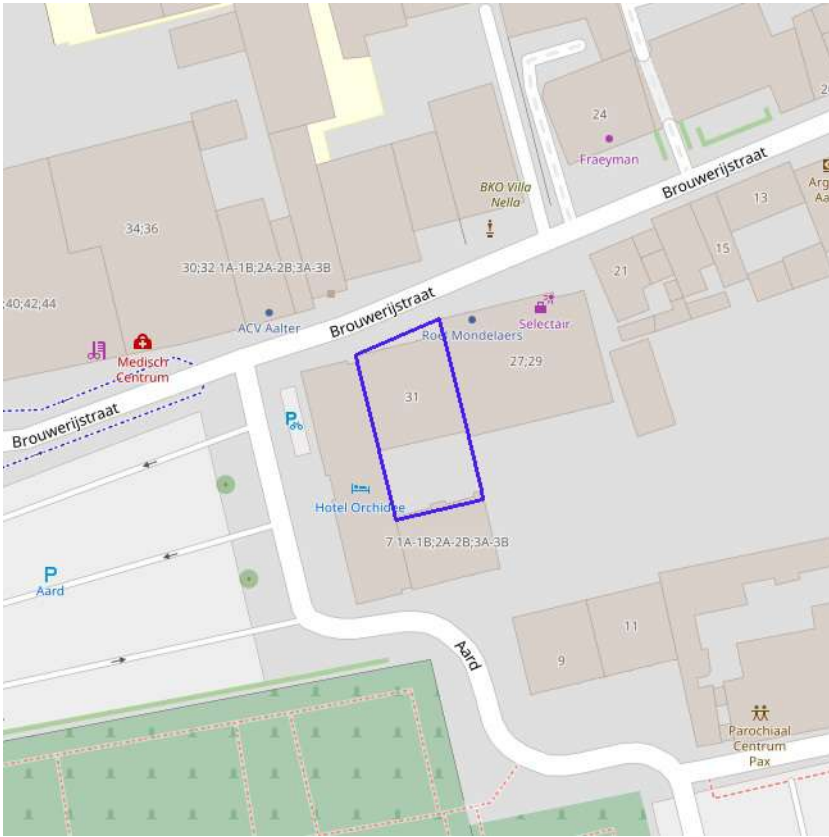 24
Fraeyman
Brouwerijstraat
Arg
Aa
BKO Villa
Nella
13
15
21
34;36
30;32 1A-1B;2A-2B;3A-3B
;40;42;44
ACV Aalter
Brouwerijstraat
Selectair
Roel Mondelaers
Medisch
Centrum
27;29
31
Brouwerijstraat
Hotel Orchidee
7 1A-1B;2A-2B;3A-3B
P
Aard
Aard
11
9
Parochiaal
Centrum
Pax